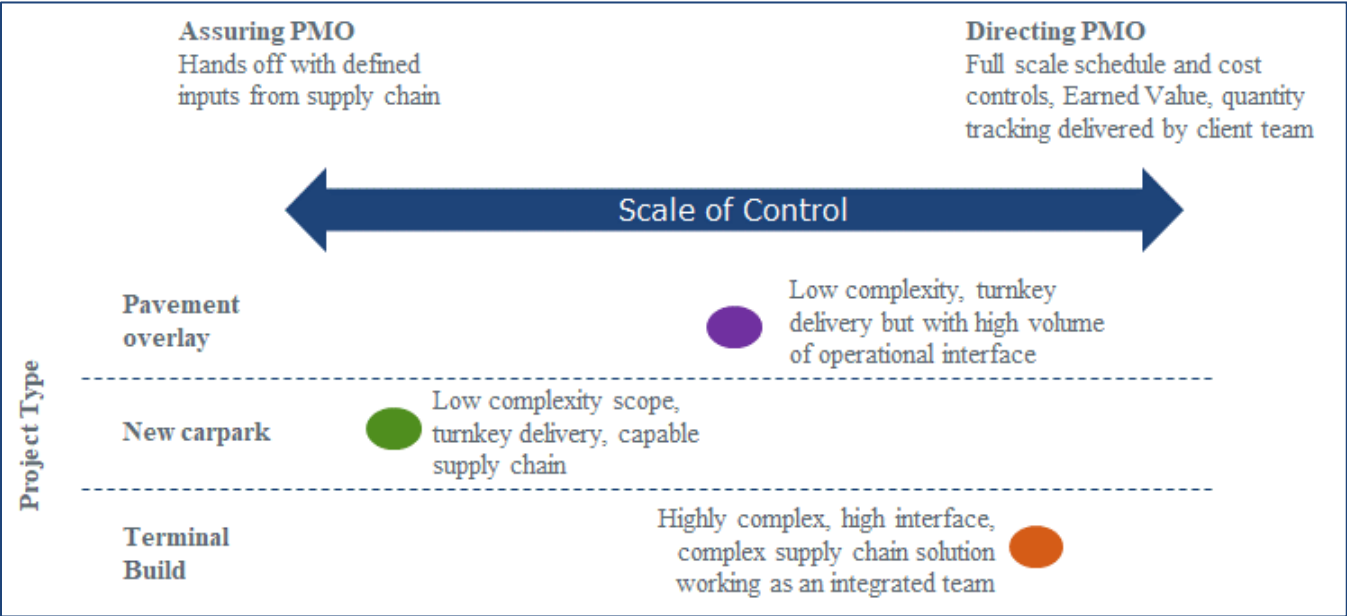 Assuring PMO
Hands off with defined
inputs from supply chain
Directing PMO
Full scale schedule and cost
controls, Earned Value, quantity
tracking delivered by client team
Scale of Control
Project Type
Pavement
overlay
Low complexity, turnkey
delivery but with high volume
of operational interface
New carpark
Low complexity scope,
turnkey delivery, capable
supply chain
Terminal
Build
Highly complex, high interface,
complex supply chain solution
working as an integrated team